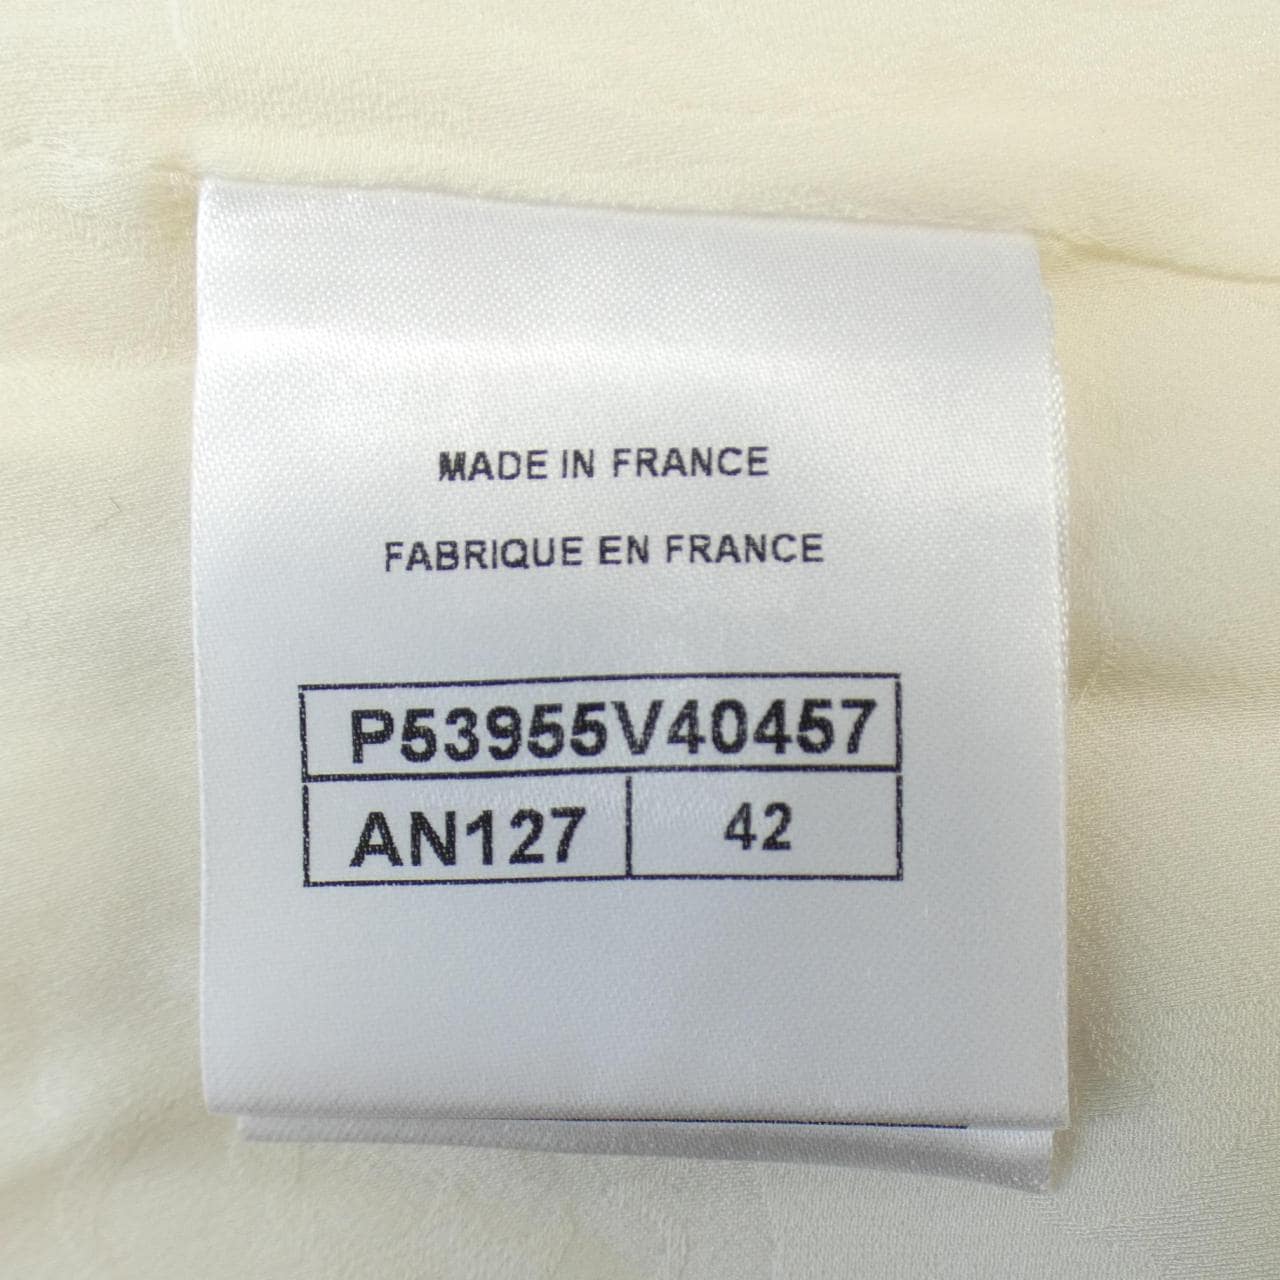 MADE IN FRANCE
FABRIQUE EN FRANCE
P53955V40457
AN127 42